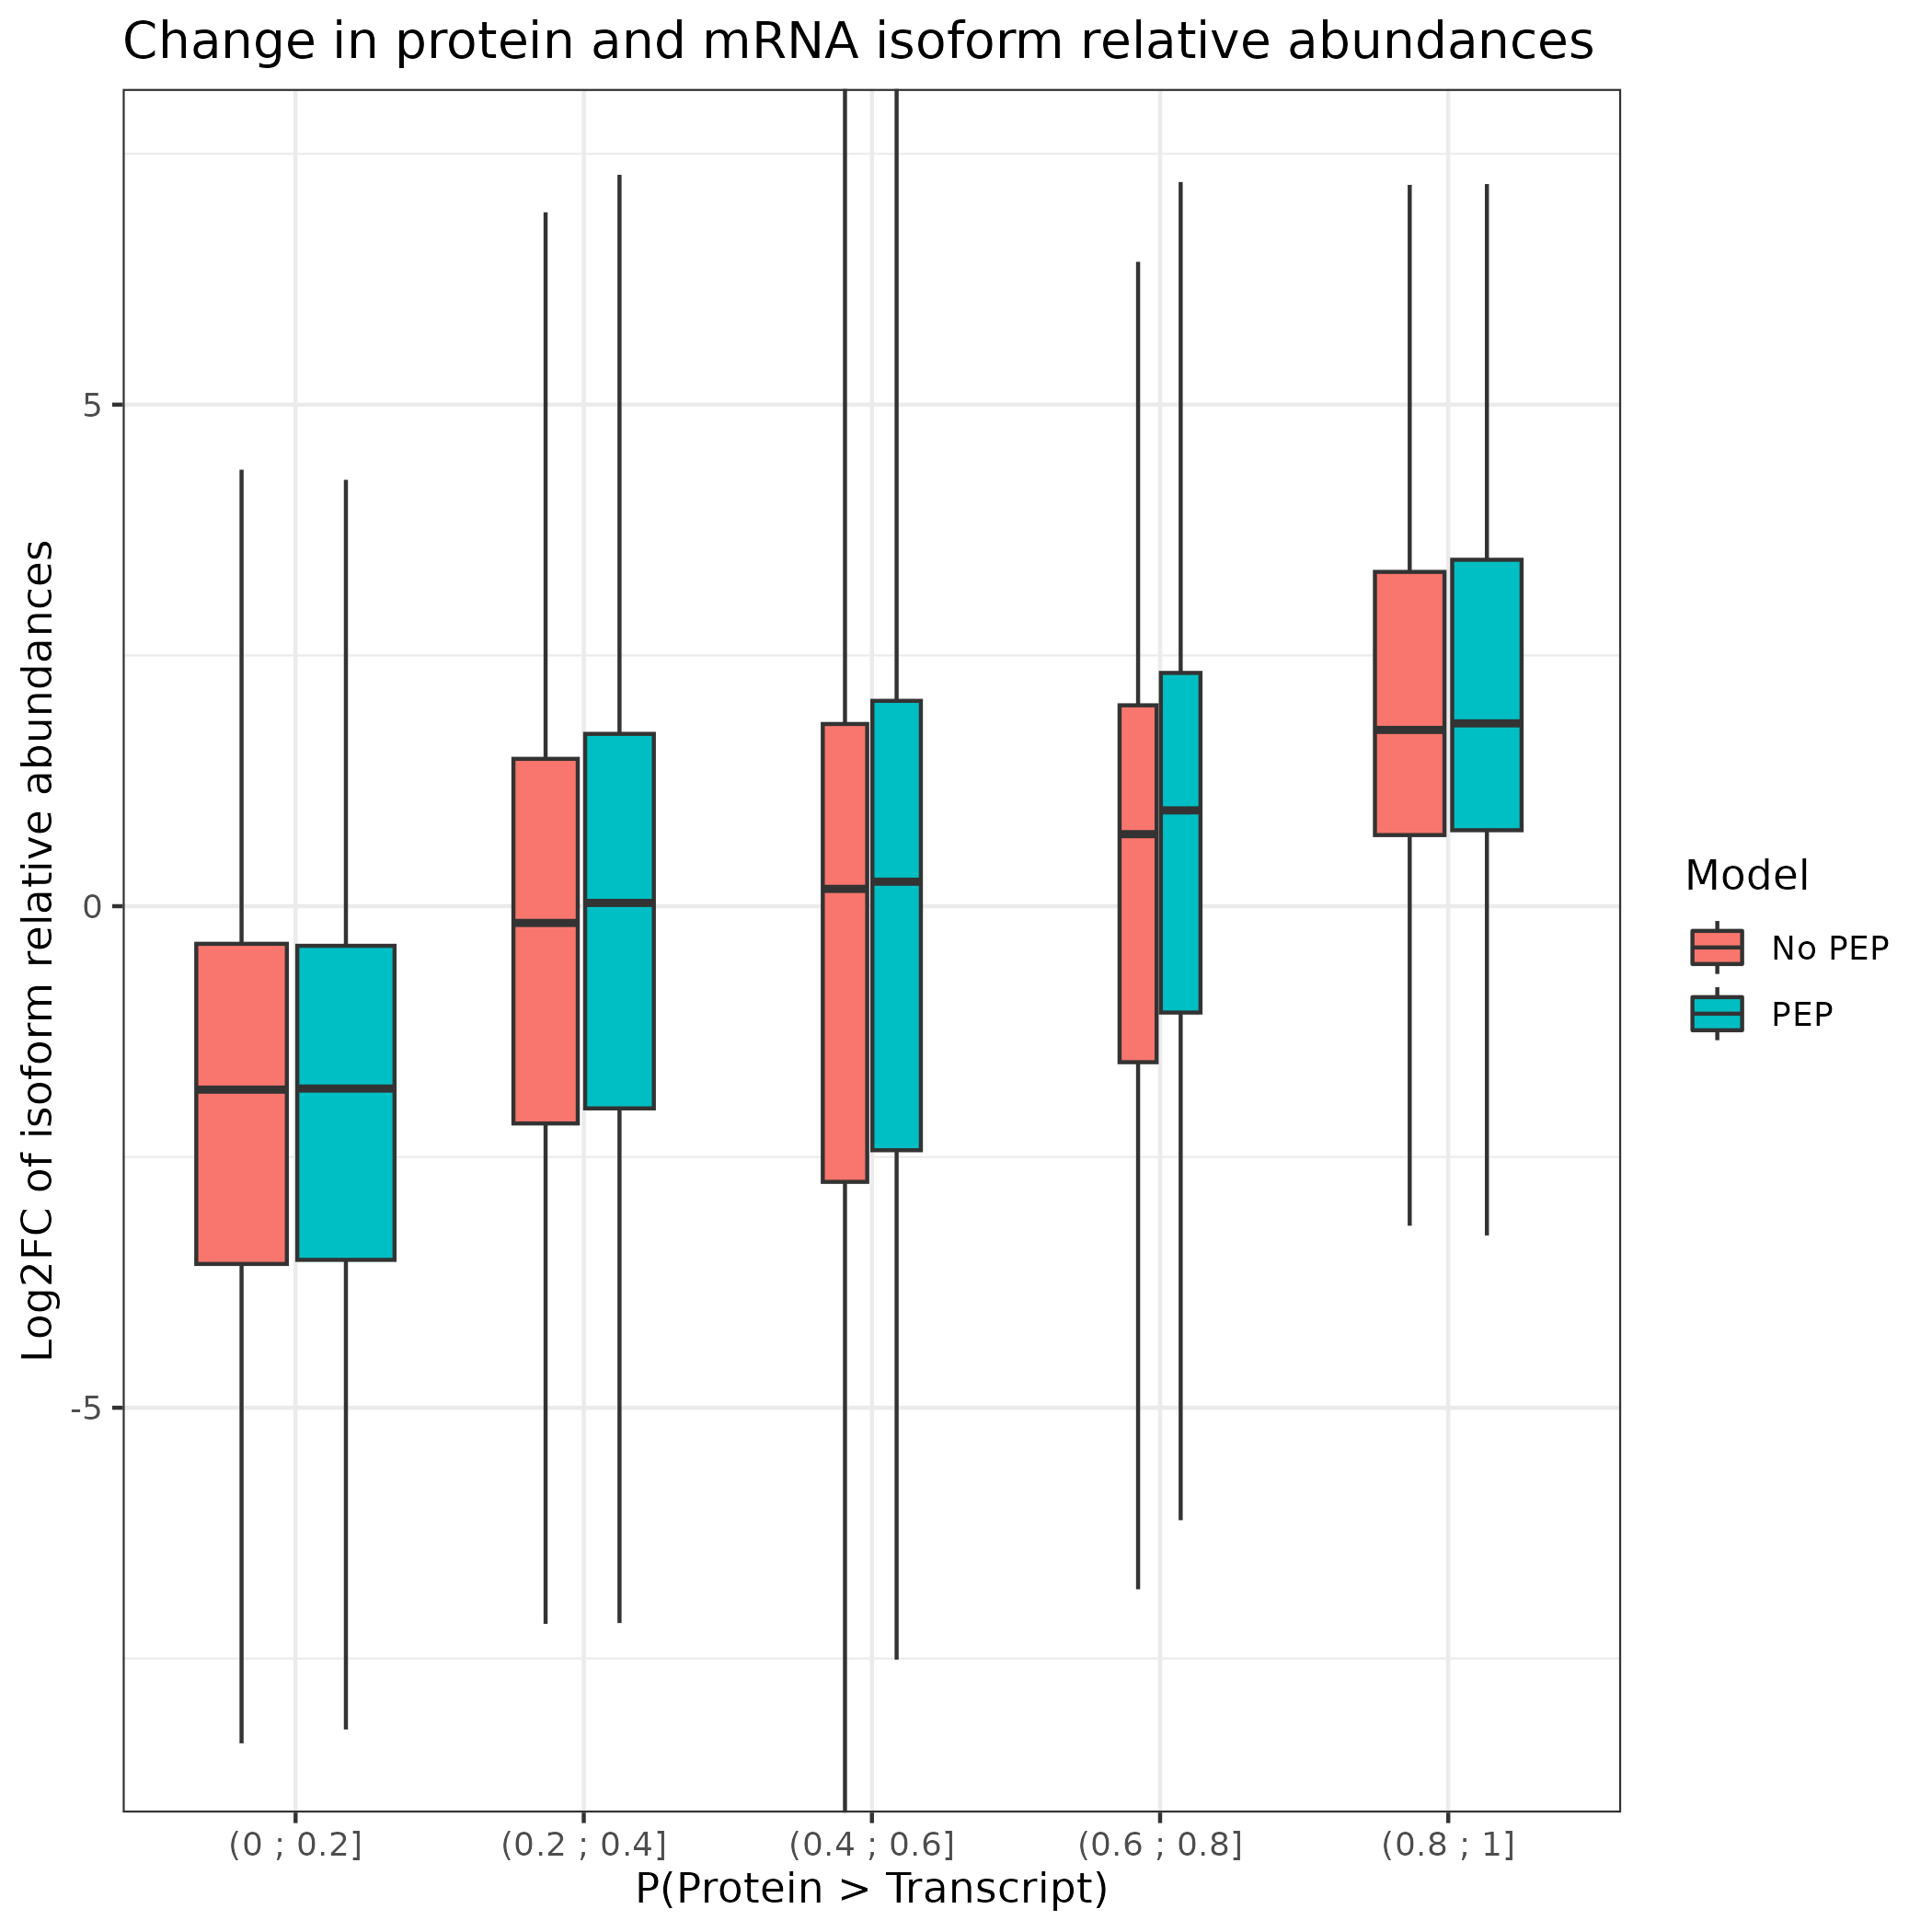 Change in protein and mRNA isoform relative abundances
Log2FC of isoform relative abundances
5
0
-5
(0 ; 0.2]
(0.2 ; 0.4]
(0.4 ; 0.6]
(0.6 ; 0.8]
(0.8 ; 1]
P(Protein > Transcript)
Model
No PEP
PEP